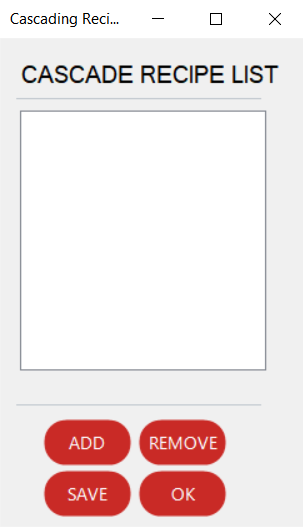 Cascading Reci...
CASCADE RECIPE LIST
ADD
REMOVE
SAVE
OK